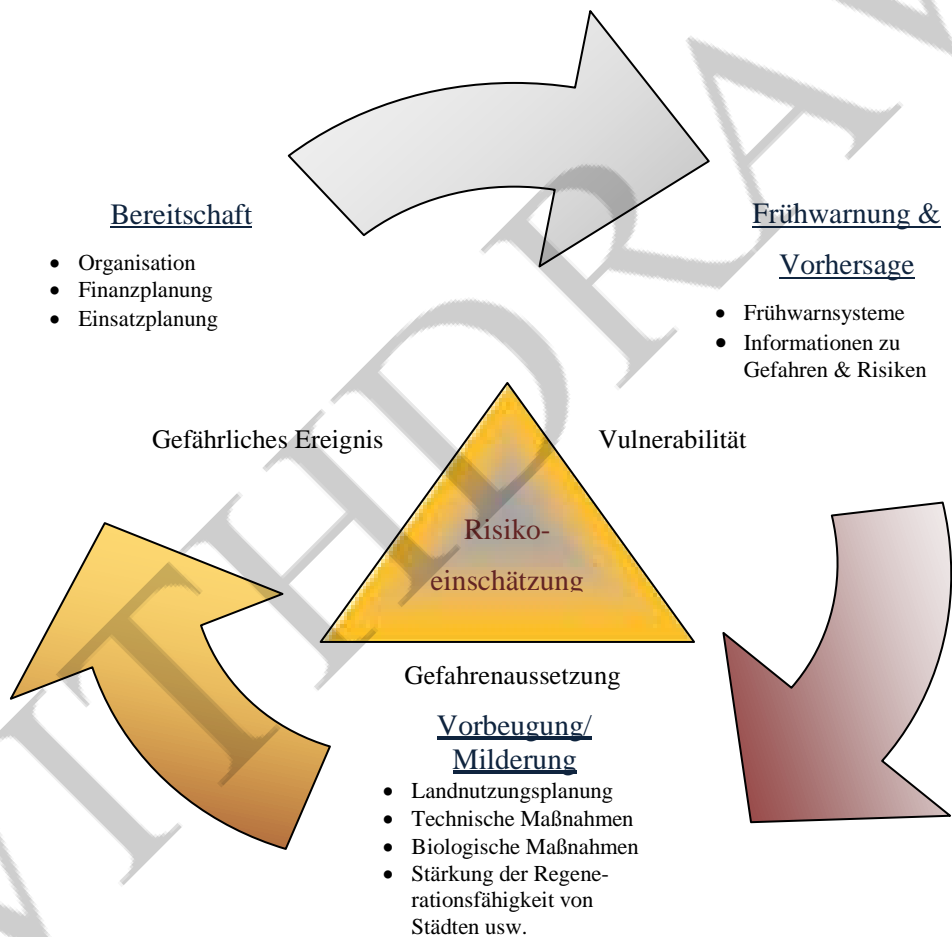 Bereitschaft
• Organisation
• Finanzplanung
• Einsatzplanung
Frühwarnung &
Vorhersage
• Frühwarnsysteme
• Informationen zu
Gefahren & Risiken
Gefährliches Ereignis
Vulnerabilität
Risiko-
einschätzung
Gefahrenaussetzung
Vorbeugung/
Milderung
• Landnutzungsplanung
• Technische Maßnahmen
• Biologische Maßnahmen
• Stärkung der Regene-
rationsfähigkeit von
Städten usw.
WITHDRAW